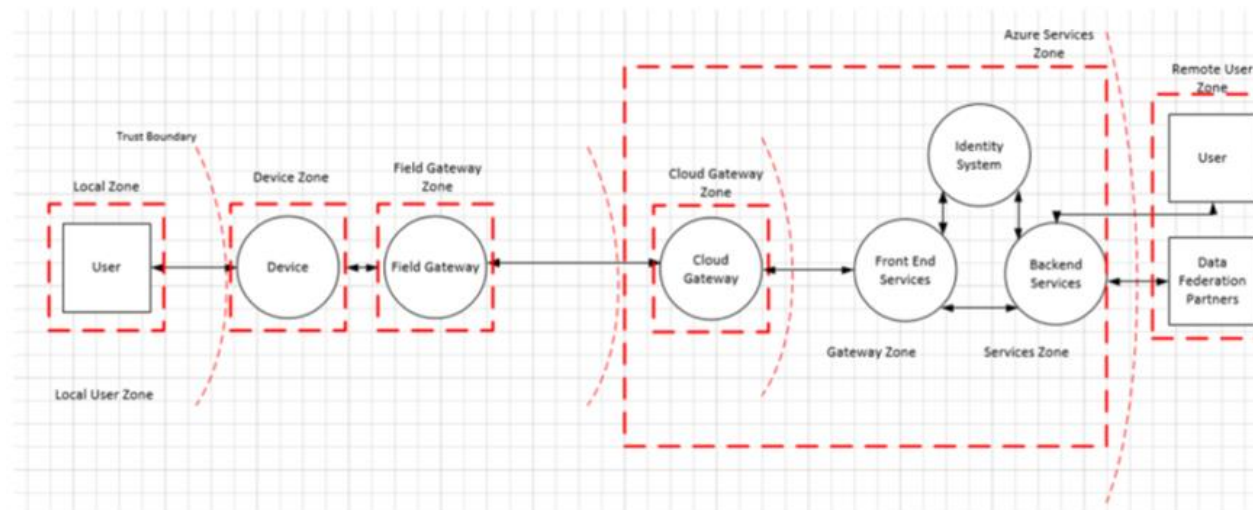 Azure Services
Zone
Remote User
Zone
Trust Boundary
Local Zone
Device Zone
Field Gateway
Zone
Cloud Gateway
Zone
Identity
System
User
User
Device
Field Gateway
Cloud
Gateway
Front End
Services
Backend
Services
Data
Federation
Partners
Gateway Zone
Services Zone
Local User Zone